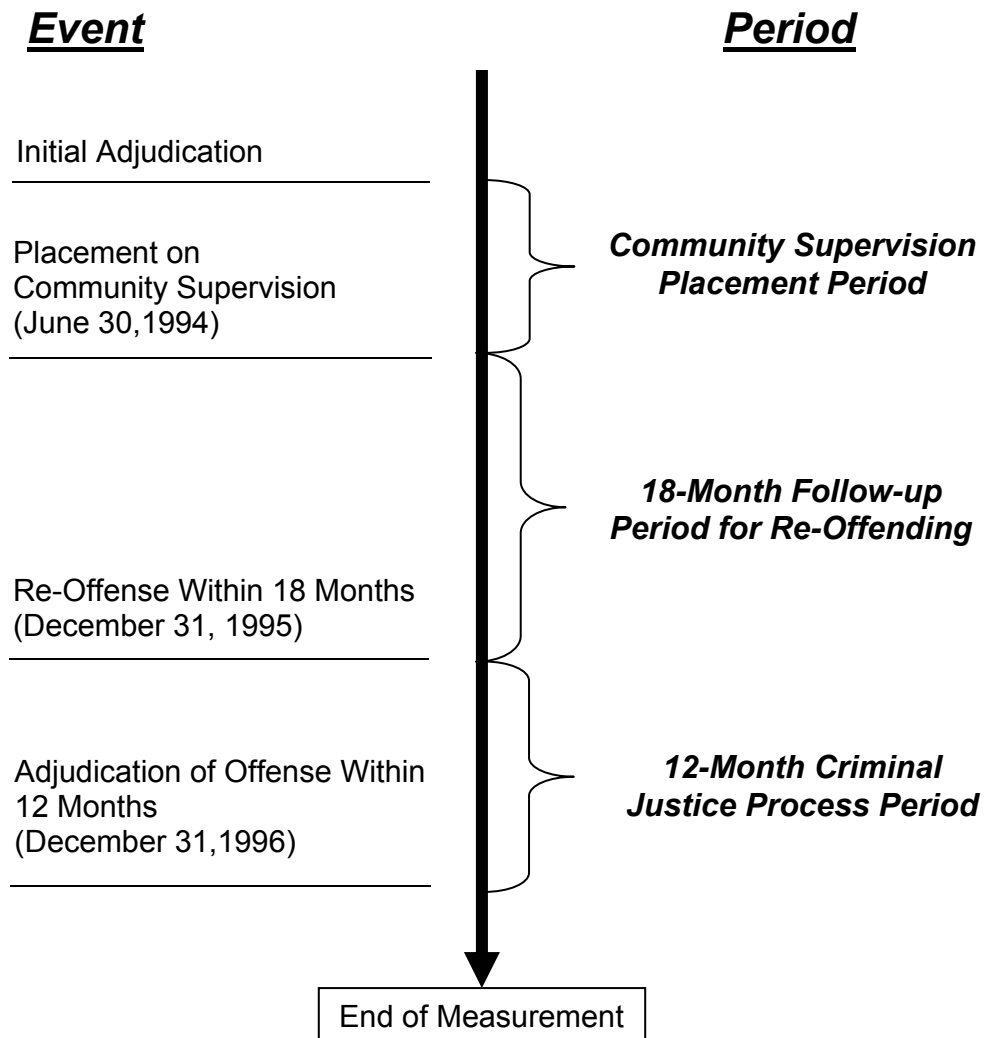 Event
Period
Initial Adjudication
Placement on
Community Supervision
(June 30,1994)
Community Supervision
Placement Period
18-Month Follow-up
Period for Re-Offending
Re-Offense Within 18 Months
(December 31, 1995)
Adjudication of Offense Within
12 Months
(December 31,1996)
12-Month Criminal
Justice Process Period
End of Measurement